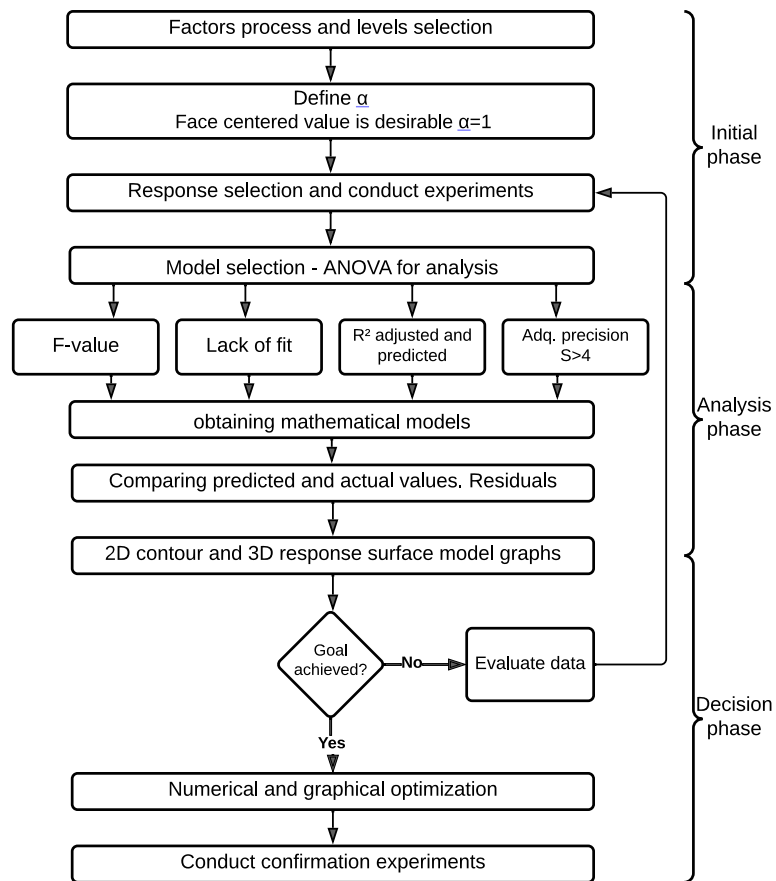 Factors process and levels selection
Define α
Face centered value is desirable α=1
Initial
phase
Response selection and conduct experiments
Model selection - ANOVA for analysis
F-value
Lack of fit
R² adjusted and
predicted
Adq. precision
S>4
obtaining mathematical models
Analysis
phase
Comparing predicted and actual values. Residuals
2D contour and 3D response surface model graphs
Goal
achieved?
No
Evaluate data
Decision
phase
Yes
Numerical and graphical optimization
Conduct confirmation experiments